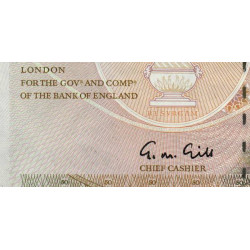 LONDON
FOR THE GOVR AND COMPA
OF THE BANK OF ENGLAND
G. M. Gill
CHIEF CASHIER